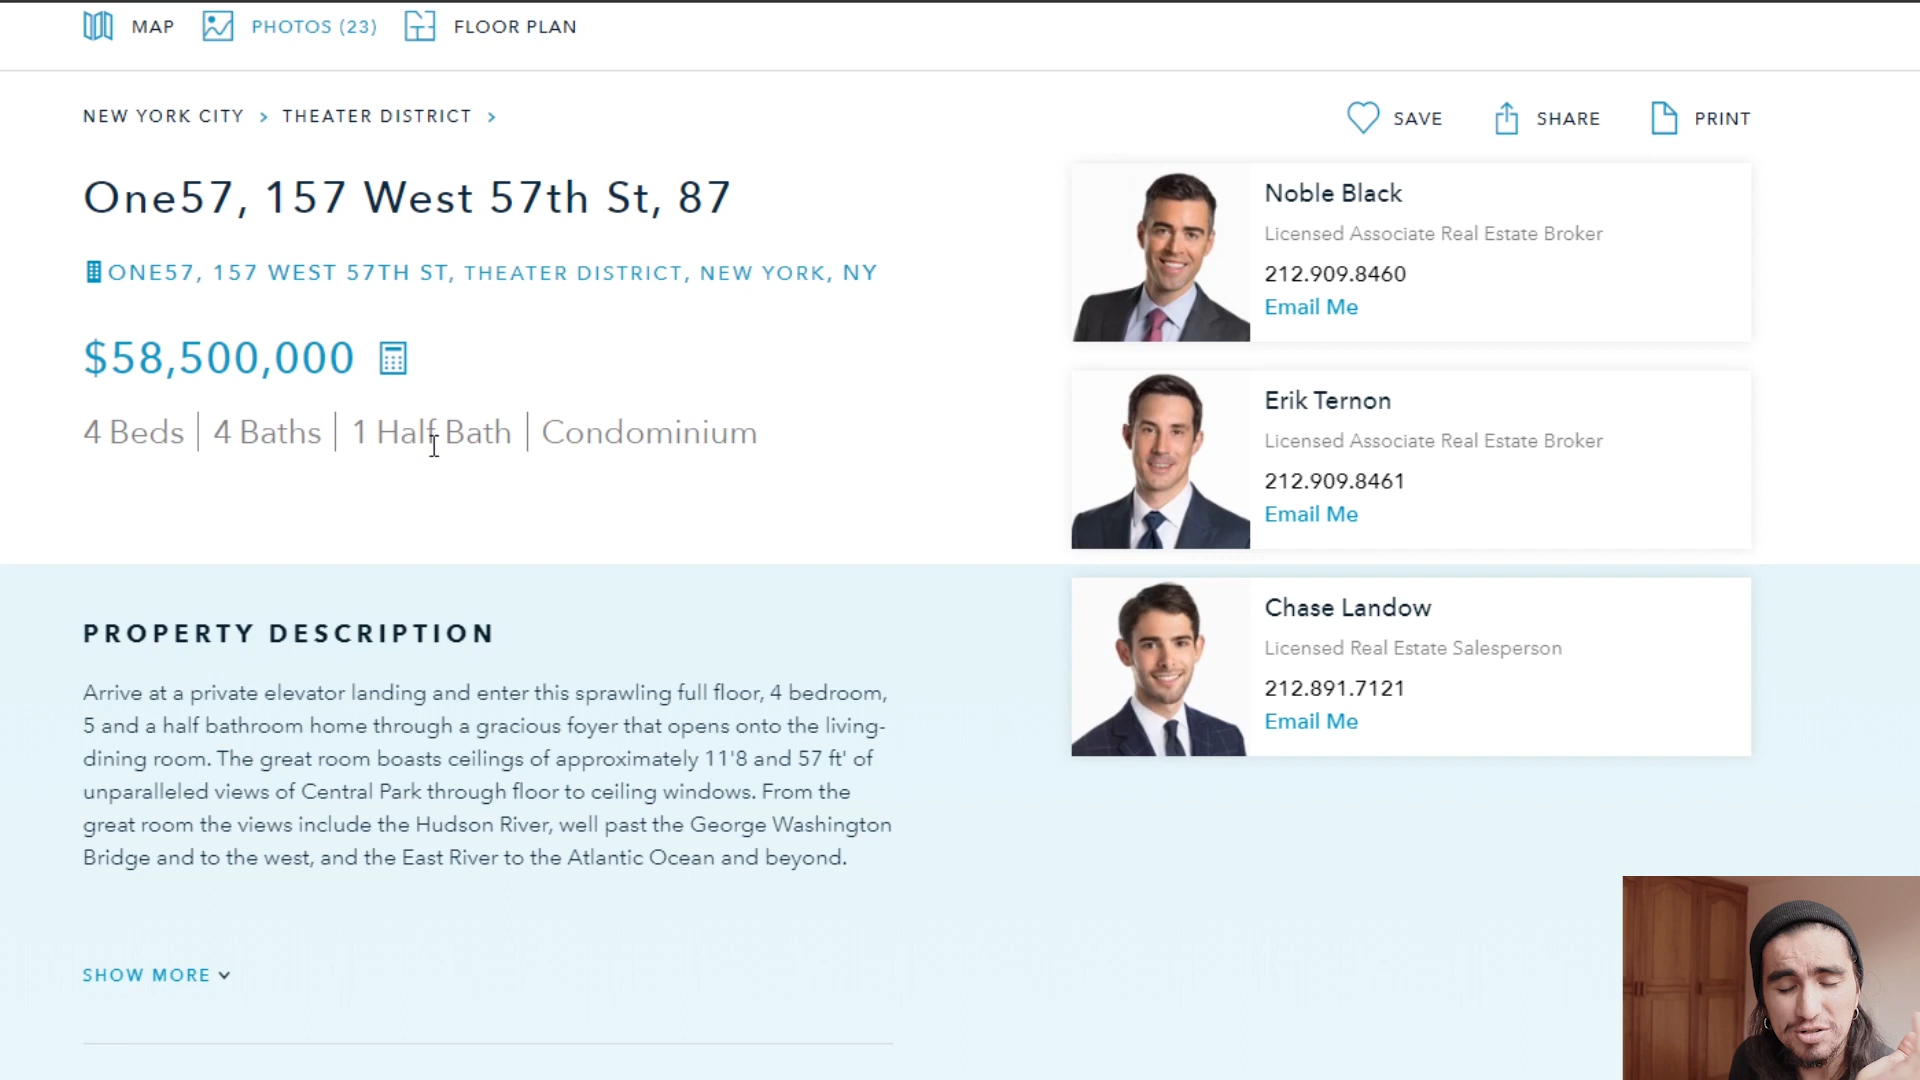 MAP PHOTOS (23) FLOOR PLAN
NEW YORK CITY > THEATER DISTRICT >
SAVE SHARE PRINT
One57, 157 West 57th St, 87
ONE57, 157 WEST 57TH ST, THEATER DISTRICT, NEW YORK, NY
$58,500,000
4 Beds | 4 Baths | 1 Half Bath | Condominium
Noble Black
Licensed Associate Real Estate Broker
212.909.8460
Email Me
Erik Ternon
Licensed Associate Real Estate Broker
212.909.8461
Email Me
Chase Landow
Licensed Real Estate Salesperson
212.891.7121
Email Me
PROPERTY DESCRIPTION
Arrive at a private elevator landing and enter this sprawling full floor, 4 bedroom,
5 and a half bathroom home through a gracious foyer that opens onto the living-
dining room. The great room boasts ceilings of approximately 11'8 and 57 ft' of
unparalleled views of Central Park through floor to ceiling windows. From the
great room the views include the Hudson River, well past the George Washington
Bridge and to the west, and the East River to the Atlantic Ocean and beyond.
SHOW MORE